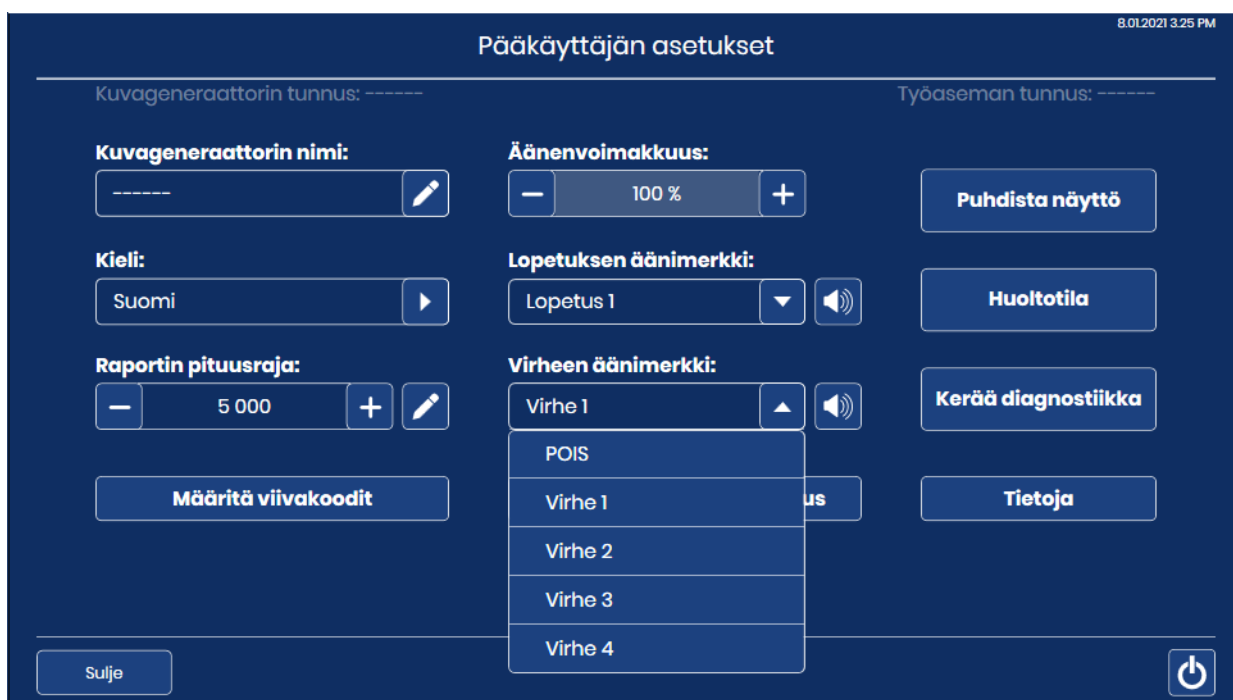 8.01.2021 3.25 PM
Pääkäyttäjän asetukset
Kuvageneraattorin tunnus: ------
Työaseman tunnus: ------
Kuvageneraattorin nimi:
------
Äänenvoimakkuus:
100 %
Puhdista näyttö
Kieli:
Suomi
Lopetuksen äänimerkki:
Lopetus 1
Huoltotila
Raportin pituusraja:
5 000
Virheen äänimerkki:
Virhe 1
Kerää diagnostiikka
POIS
Virhe 1
Virhe 2
Virhe 3
Virhe 4
Määritä viivakoodit
us
Tietoja
Sulje